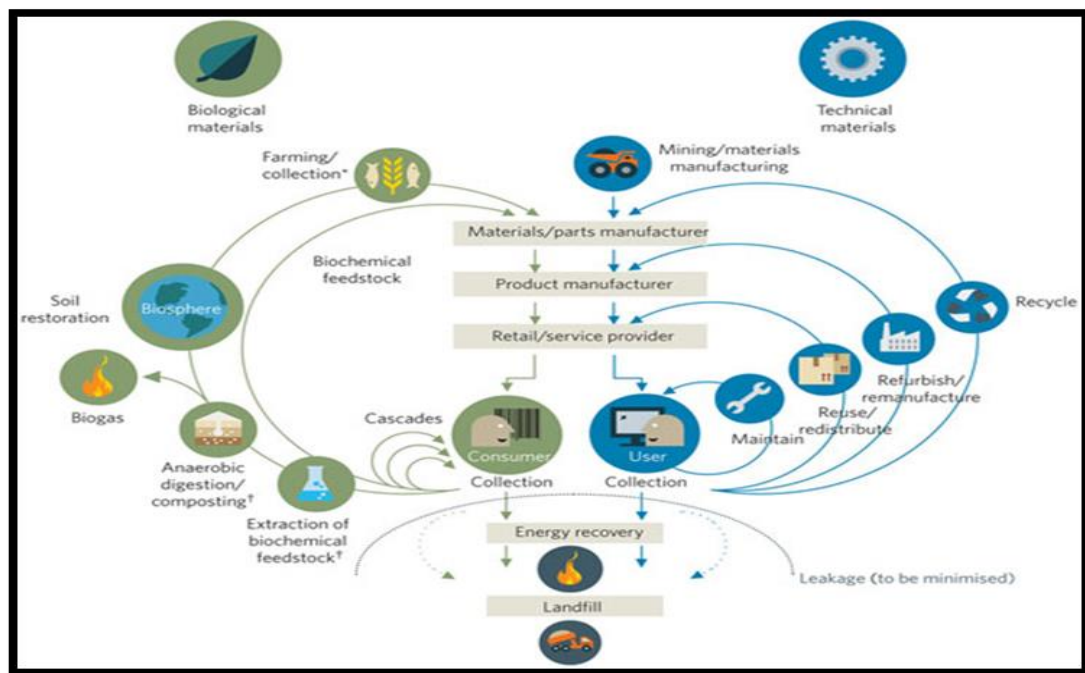 Biological
materials
Technical
materials
Farming/
collection*
Mining/materials
manufacturing
Materials/parts manufacturer
Biochemical
feedstock
Product manufacturer
Soil
restoration
Biosphere
Recycle
Retail/service provider
Refurbish/
remanufacture
Biogas
Reuse/
redistribute
Cascades
Maintain
Consumer
User
Anaerobic
digestion/
composting†
Collection
Collection
Extraction of
biochemical
feedstock†
Energy recovery
Leakage (to be minimised)
Landfill